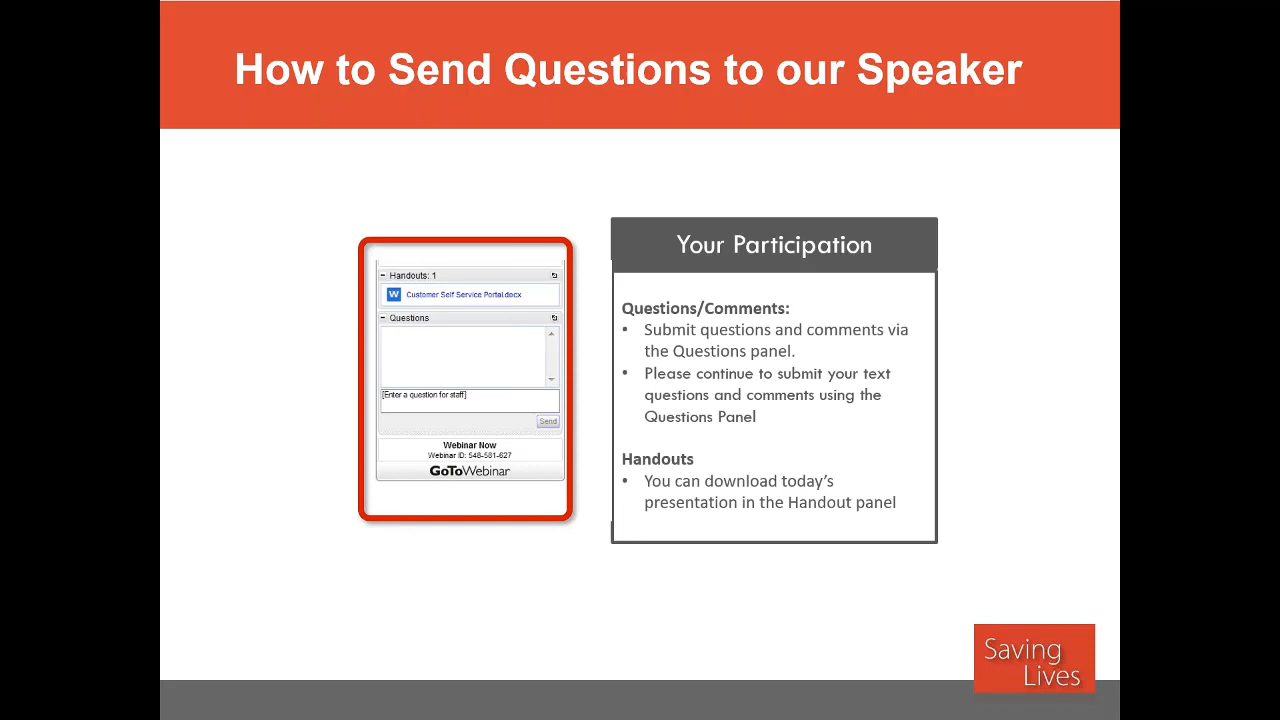 How to Send Questions to our Speaker
Handouts: 1
W Customer Self Service Portal.docx
Questions
[Enter a question for staff]
Send
Webinar Now
Webinar ID: 548-581-627
GoToWebinar
Your Participation
Questions/Comments:
• Submit questions and comments via
the Questions panel.
• Please continue to submit your text
questions and comments using the
Questions Panel
Handouts
• You can download today’s
presentation in the Handout panel
Saving
Lives